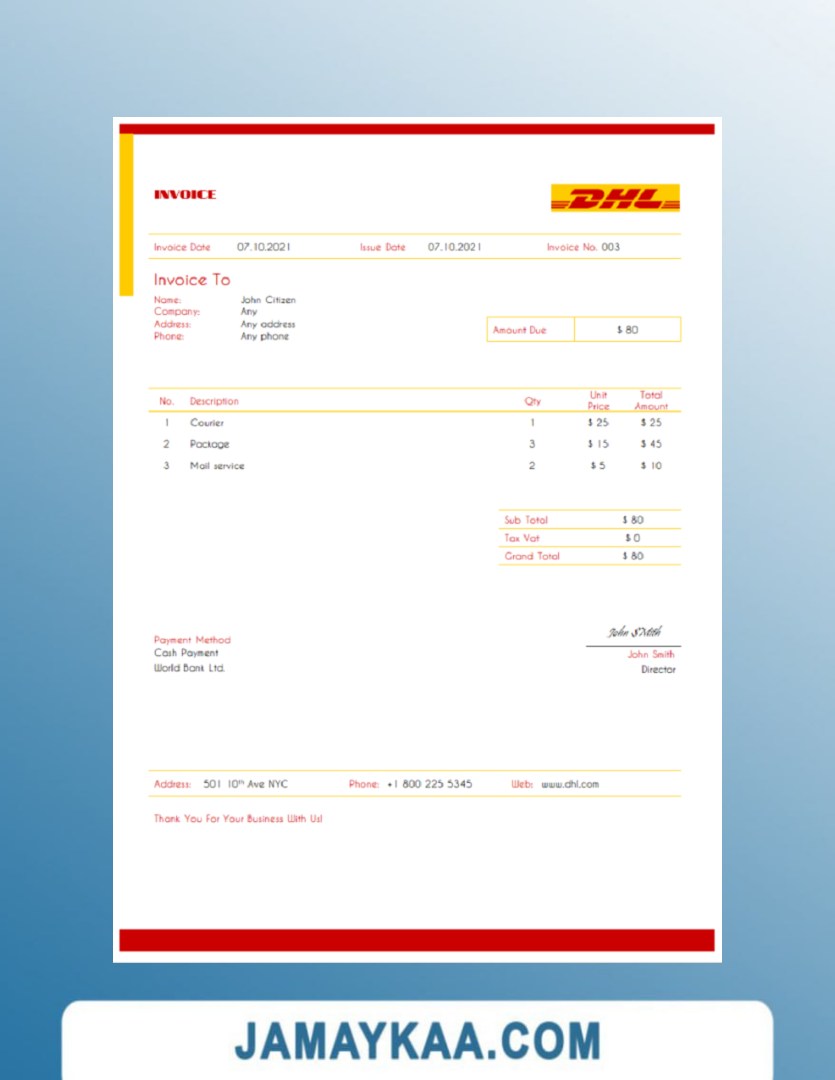 INVOICE
DHL
Invoice Date 07.10.2021 Issue Date 07.10.2021 Invoice No. 003
Invoice To
Name: John Citizen
Company: Any
Address: Any address
Phone: Any phone
Amount Due $ 80
No. Description Qty Unit Price Total Amount
1 Courier 1 $ 25 $ 25
2 Package 3 $ 15 $ 45
3 Mail service 2 $ 5 $ 10
Sub Total $ 80
Tax Vat $ 0
Grand Total $ 80
John SMith
Payment Method
Cash Payment
World Bank Ltd.
John Smith
Director
Address: 501 10th Ave NYC Phone: +1 800 225 5345 Web: www.dhl.com
Thank You For Your Business With Us!
JAMAYKAA.COM